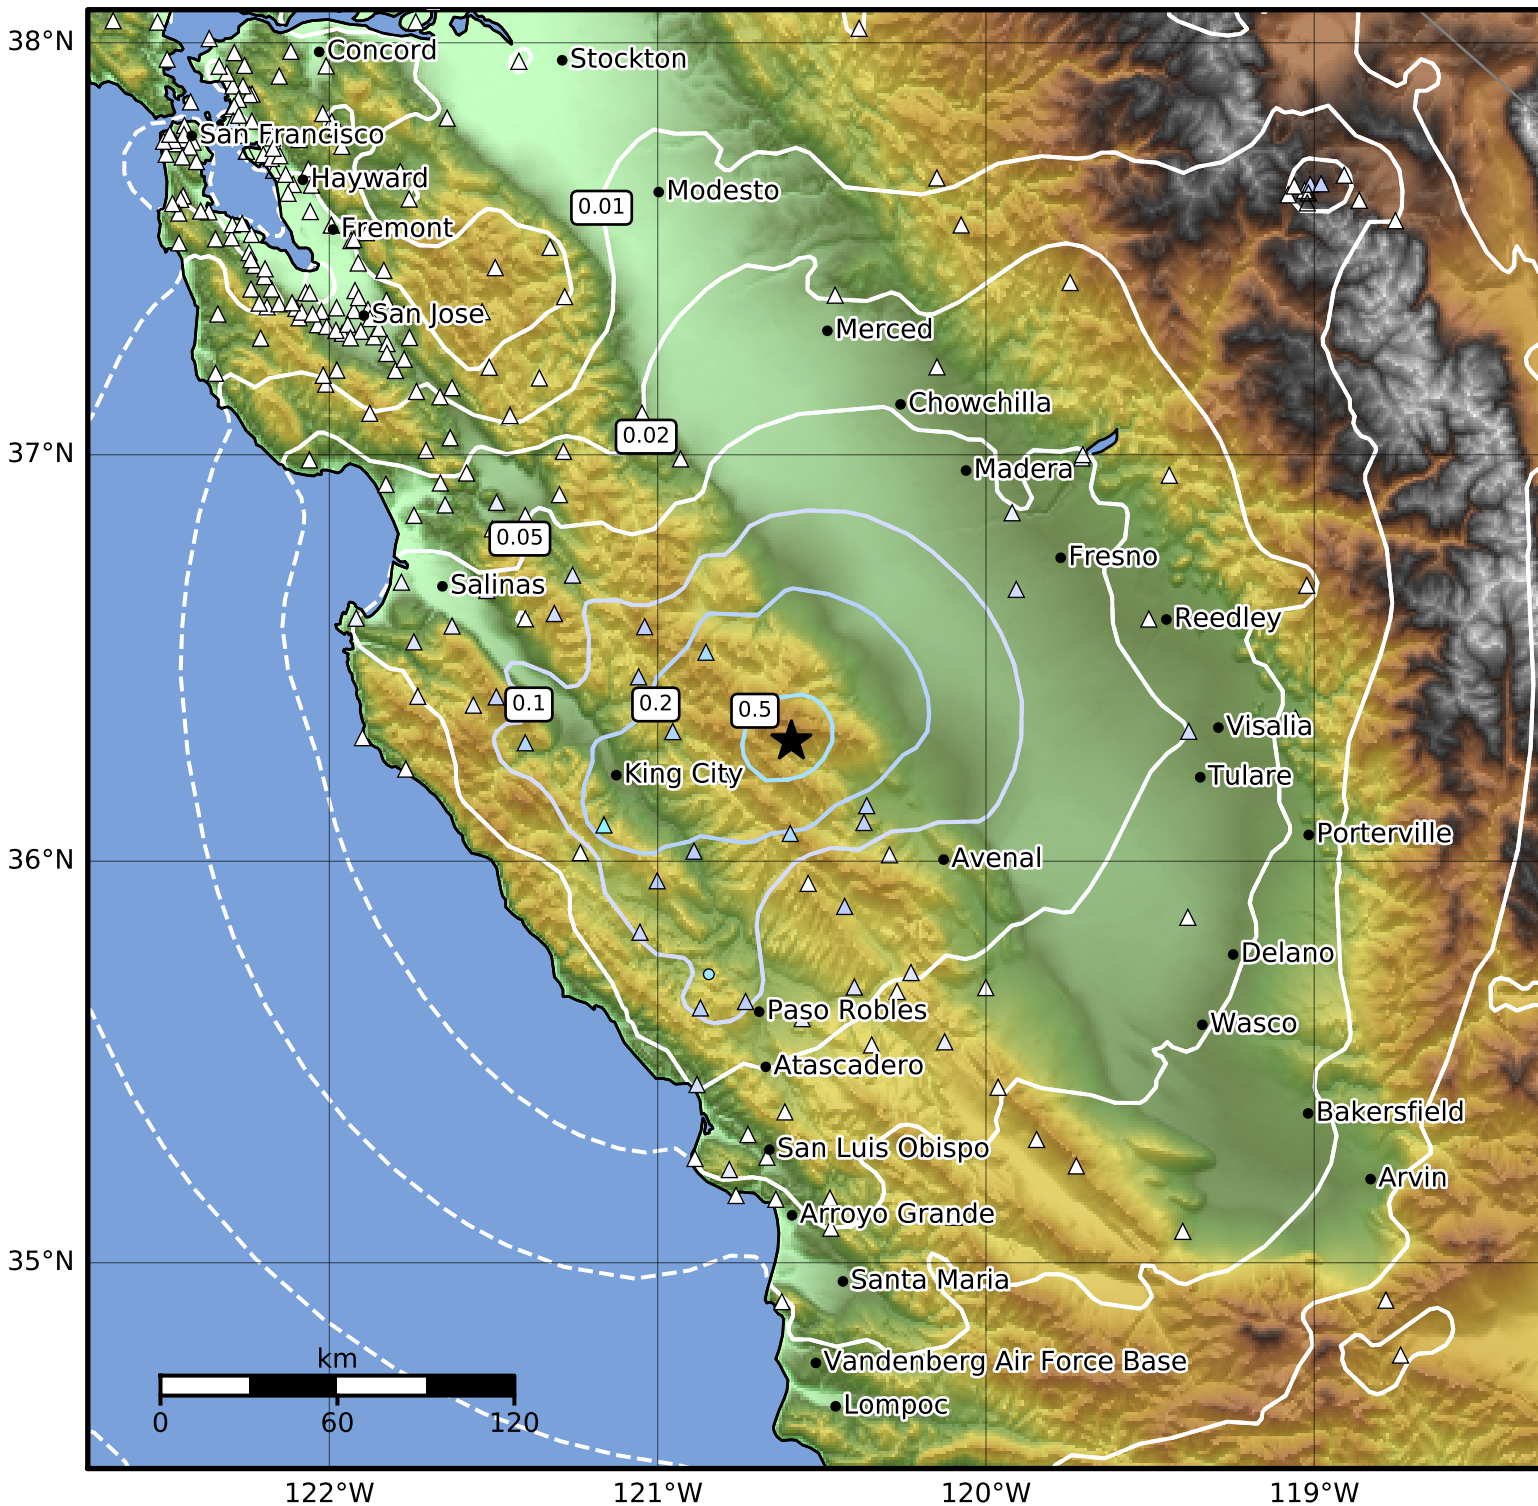 38°N
Concord
Stockton
San Francisco
Hayward
Modesto
0.01
Fremont
San Jose
Merced
Chowchilla
0.02
37°N
Madera
0.05
Fresno
Salinas
Reedley
0.1
0.2
0.5
Visalia
King City
Tulare
Porterville
36°N
Avenal
Delano
Paso Robles
Wasco
Atascadero
Bakersfield
San Luis Obispo
Arvin
Arroyo Grande
35°N
Santa Maria
km
Vandenberg Air Force Base
Lompoc
0 60 120
122°W 121°W 120°W 119°W